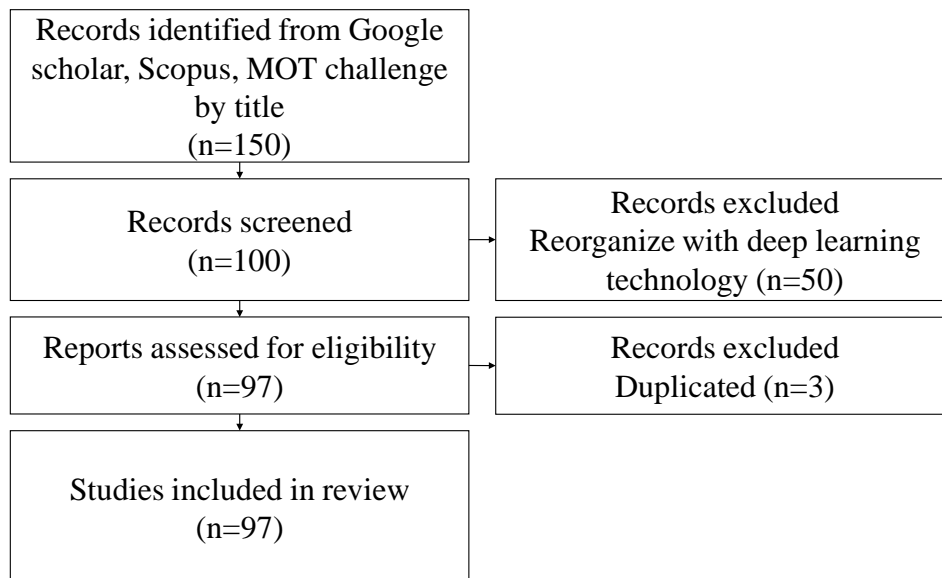 Records identified from Google
scholar, Scopus, MOT challenge
by title
(n=150)
Records screened
(n=100)
Records excluded
Reorganize with deep learning
technology (n=50)
Reports assessed for eligibility
(n=97)
Records excluded
Duplicated (n=3)
Studies included in review
(n=97)